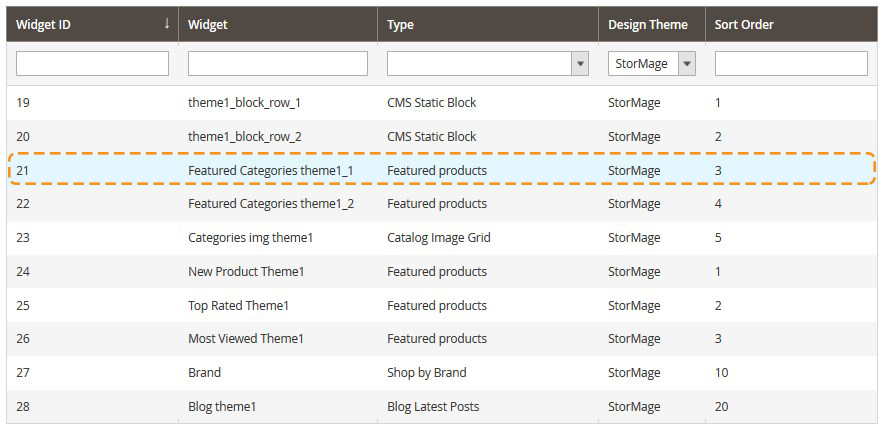 Widget ID ↓ Widget Type Design Theme Sort Order
StorMage
19 theme1_block_row_1 CMS Static Block StorMage 1
20 theme1_block_row_2 CMS Static Block StorMage 2
21 Featured Categories theme1_1 Featured products StorMage 3
22 Featured Categories theme1_2 Featured products StorMage 4
23 Categories img theme1 Catalog Image Grid StorMage 5
24 New Product Theme1 Featured products StorMage 1
25 Top Rated Theme1 Featured products StorMage 2
26 Most Viewed Theme1 Featured products StorMage 3
27 Brand Shop by Brand StorMage 10
28 Blog theme1 Blog Latest Posts StorMage 20